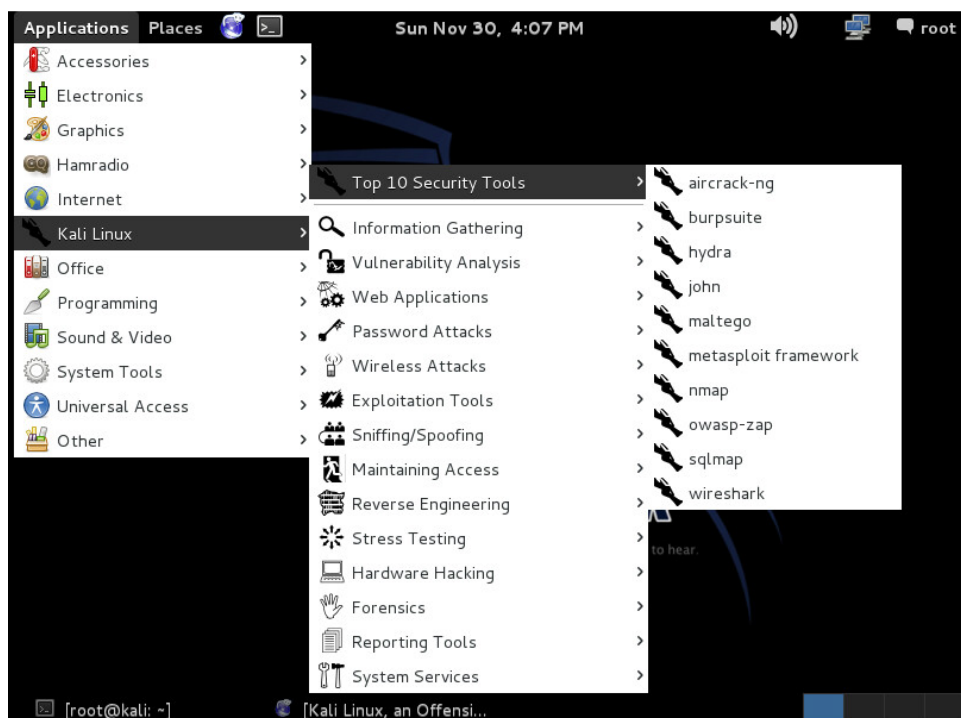 Applications Places Sun Nov 30, 4:07 PM root
Accessories
Electronics
Graphics
Hamradio
Internet
Kali Linux
Office
Programming
Sound & Video
System Tools
Universal Access
Other
Top 10 Security Tools
Information Gathering
Vulnerability Analysis
Web Applications
Password Attacks
Wireless Attacks
Exploitation Tools
Sniffing/Spoofing
Maintaining Access
Reverse Engineering
Stress Testing
Hardware Hacking
Forensics
Reporting Tools
System Services
aircrack-ng
burpsuite
hydra
john
maltego
metasploit framework
nmap
owasp-zap
sqlmap
wireshark
to hear.
[root@kali: ~] [Kali Linux, an Offensi...